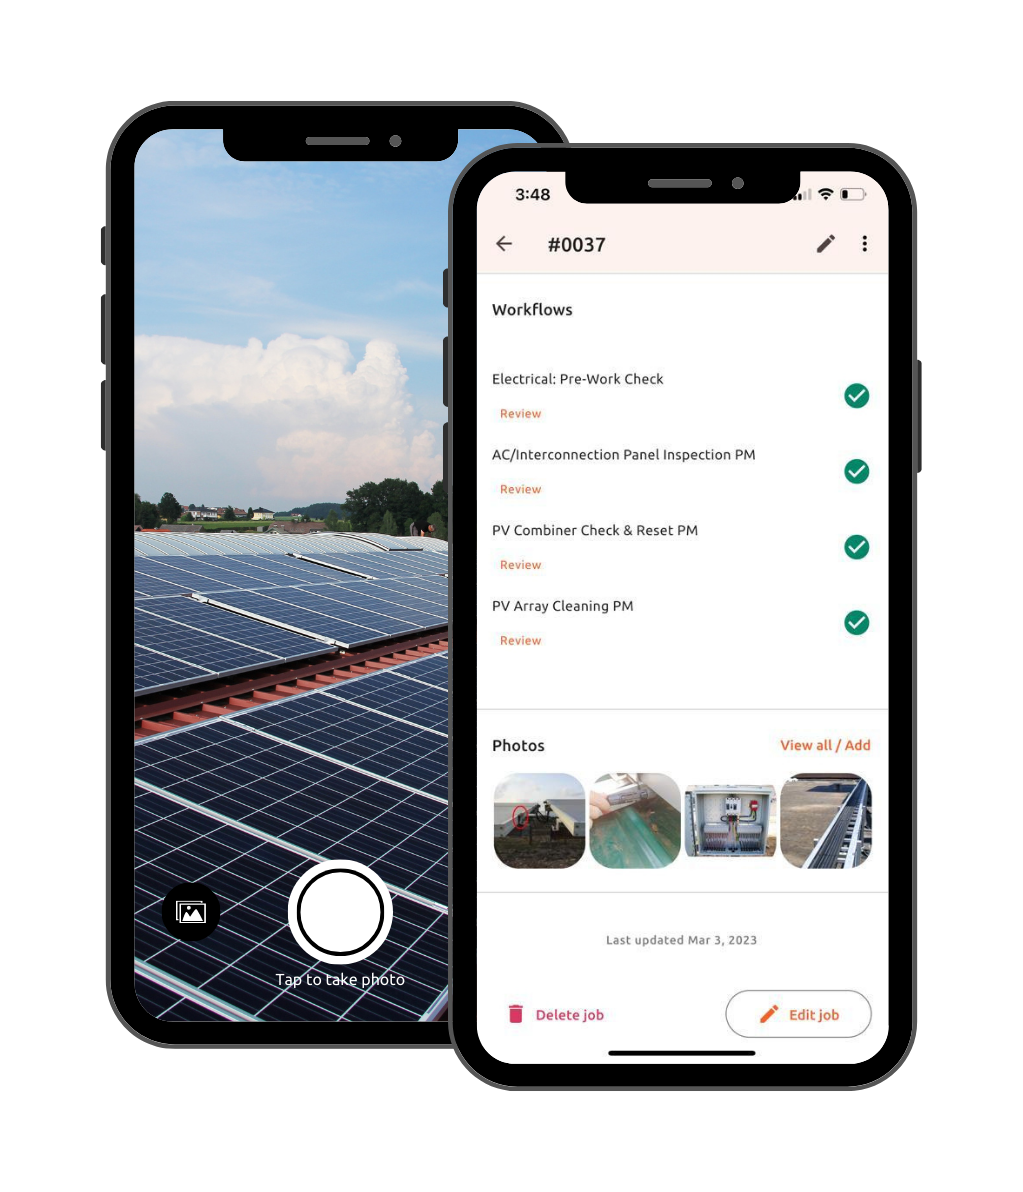 Tap to take photo
3:48
#0037
Workflows
Electrical: Pre-Work Check
Review
AC/Interconnection Panel Inspection PM
Review
PV Combiner Check & Reset PM
Review
PV Array Cleaning PM
Review
Photos
View all / Add
Last updated Mar 3, 2023
Delete job
Edit job